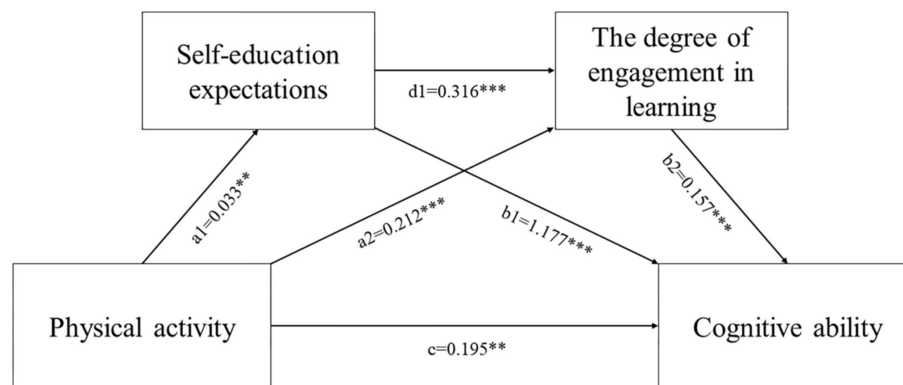 Self-education
expectations
The degree of
engagement in
learning
d1=0.316***
a1=0.033**
a2=0.212***
b1=1.177***
b2=0.157***
Physical activity
c=0.195**
Cognitive ability